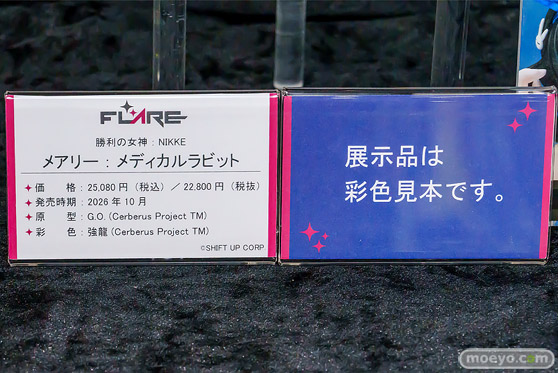 FLARE
勝利の女神：NIKKE
メアリー：メディカルラビット
価　　格：25,080 円（税込）／ 22,800 円（税抜）
発売時期：2026 年 10 月
原　　型：G.O. (Cerberus Project TM)
彩　　色：強龍 (Cerberus Project TM)
©SHIFT UP CORP
展示品は
彩色見本です。
moeyo.com